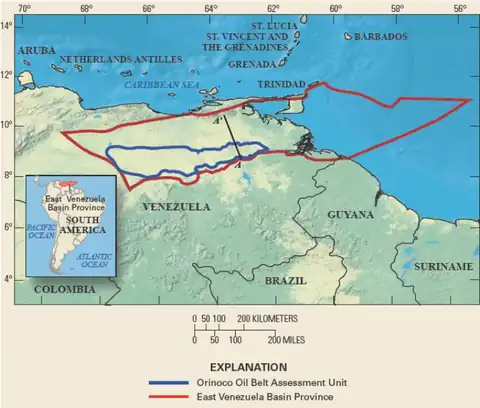 70° 68° 66° 64° 62° 60° 58° 56°
14°
ST. LUCIA
ST. VINCENT AND
THE GRENADINES
BARBADOS
ARUBA
NETHERLANDS ANTILLES
GRENADA
12°
CARIBBEAN SEA
TRINIDAD
A'
10°
A
8°
VENEZUELA
East Venezuela
Basin Province
SOUTH
AMERICA
PACIFIC
OCEAN
ATLANTIC
OCEAN
GUYANA
6°
SURINAME
4°
COLOMBIA
BRAZIL
0 50 100 200 KILOMETERS
0 50 100 200 MILES
EXPLANATION
Orinoco Oil Belt Assessment Unit
East Venezuela Basin Province